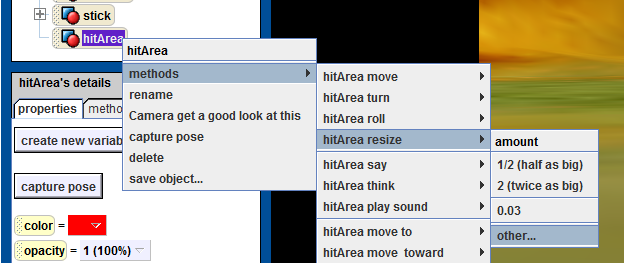 stick
hitArea
hitArea
hitArea's details
methods
rename
Camera get a good look at this
capture pose
delete
save object...
properties
metho
create new variab
capture pose
color =
opacity = 1 (100%)
hitArea move
hitArea turn
hitArea roll
hitArea resize
hitArea say
hitArea think
hitArea play sound
hitArea move to
hitArea move toward
amount
1/2 (half as big)
2 (twice as big)
0.03
other...